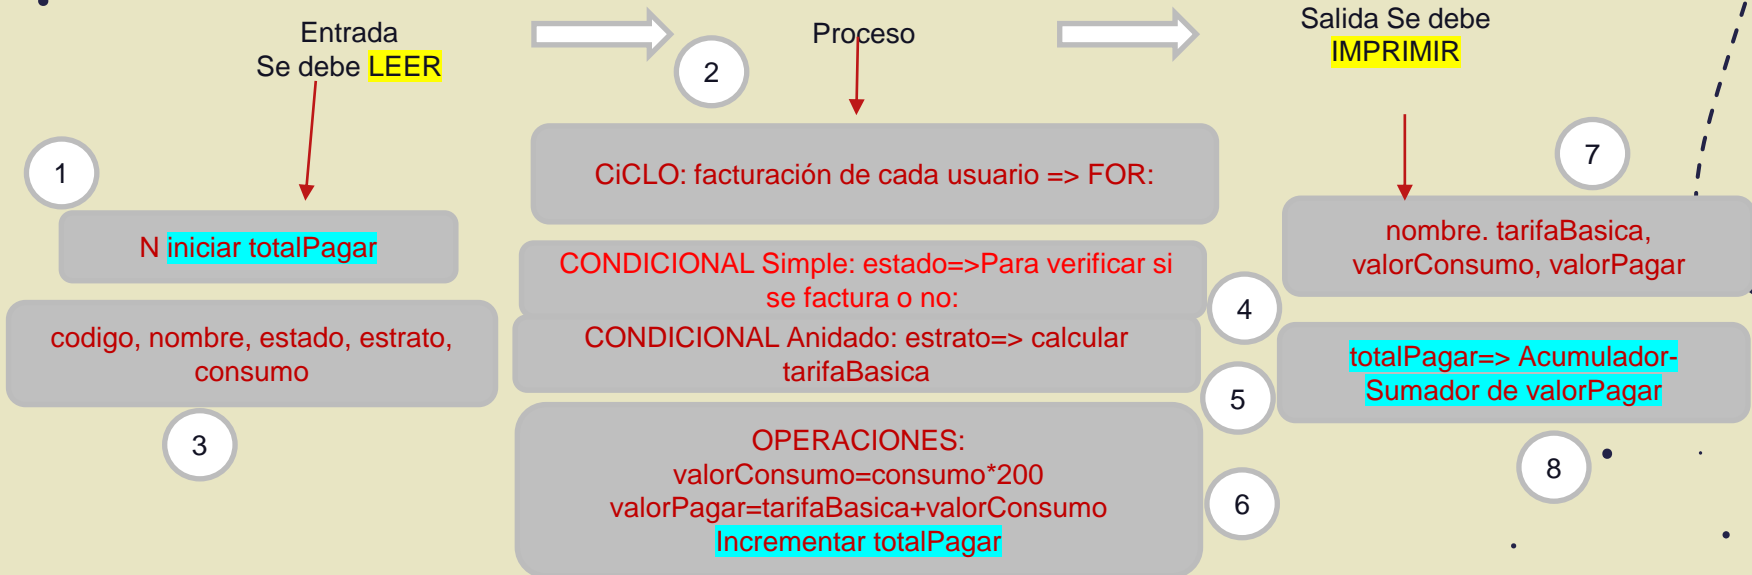 Entrada
Se debe LEER
Proceso
Salida Se debe
IMPRIMIR
1
N iniciar totalPagar
codigo, nombre, estado, estrato,
consumo
3
2
CiCLO: facturación de cada usuario => FOR:
CONDICIONAL Simple: estado=>Para verificar si
se factura o no:
4
CONDICIONAL Anidado: estrato=> calcular
tarifaBasica
5
OPERACIONES:
valorConsumo=consumo*200
valorPagar=tarifaBasica+valorConsumo
Incrementar totalPagar
6
7
nombre. tarifaBasica,
valorConsumo, valorPagar
totalPagar=> Acumulador-
Sumador de valorPagar
8